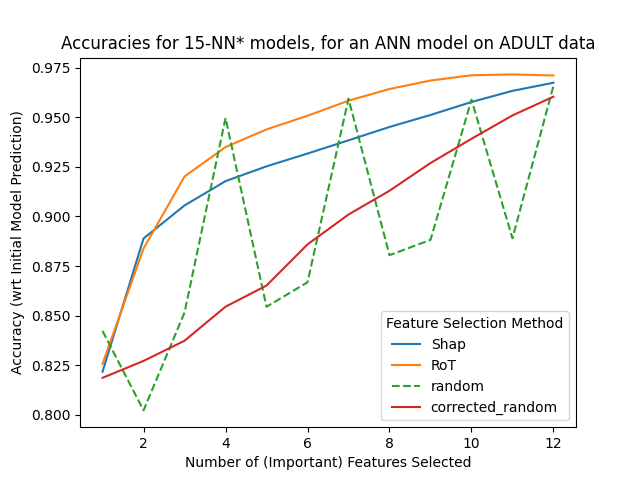 Accuracies for 15-NN* models, for an ANN model on ADULT data
0.975
0.950
0.925
0.900
0.875
0.850
0.825
0.800
Accuracy (wrt Initial Model Prediction)
Feature Selection Method
Shap
RoT
random
corrected_random
2 4 6 8 10 12
Number of (Important) Features Selected